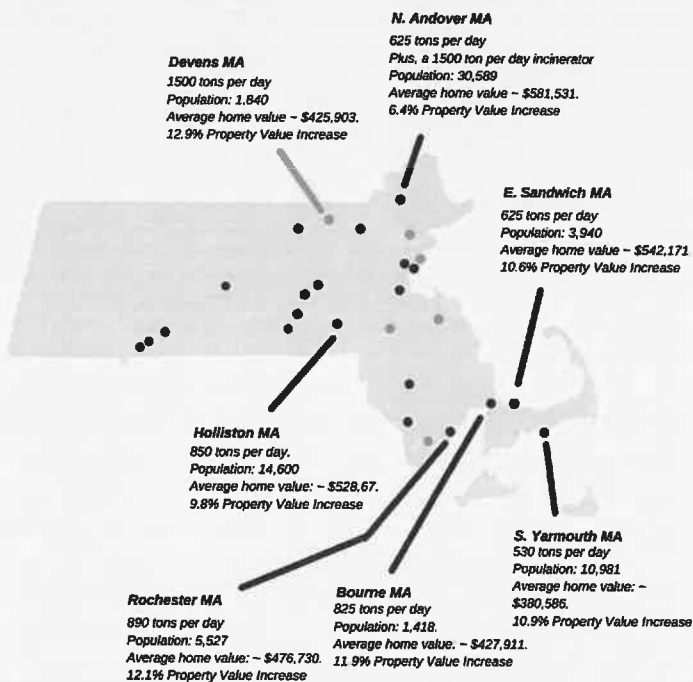 N. Andover MA
625 tons per day
Plus, a 1500 ton per day incinerator
Population: 30,589
Average home value ~ $581,531.
6.4% Property Value Increase
Devens MA
1500 tons per day
Population: 1,840
Average home value ~ $425,903.
12.9% Property Value Increase
E. Sandwich MA
625 tons per day
Population: 3,940
Average home value ~ $542,171
10.6% Property Value Increase
Holliston MA
850 tons per day.
Population: 14,600
Average home value: ~ $528,67.
9.8% Property Value Increase
S. Yarmouth MA
530 tons per day
Population: 10,981
Average home value: ~
$380,586.
10.9% Property Value Increase
Rochester MA
890 tons per day
Population: 5,527
Average home value: ~ $476,730.
12.1% Property Value Increase
Bourne MA
825 tons per day
Population: 1,418.
Average home value: ~ $427,911.
11.9% Property Value Increase